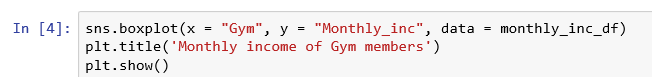 In [4]: sns.boxplot(x = "Gym", y = "Monthly_inc", data = monthly_inc_df)
plt.title('Monthly income of Gym members')
plt.show()